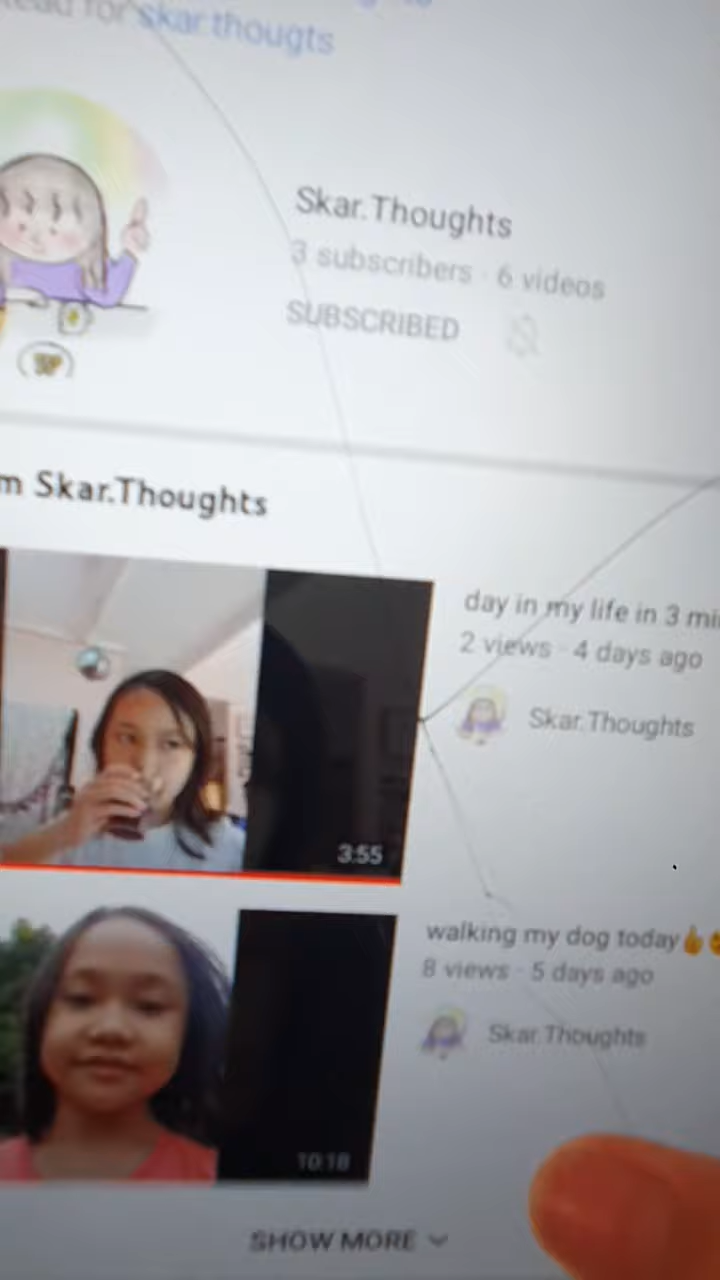 for skar.thougts
Skar.Thoughts
3 subscribers · 6 videos
SUBSCRIBED
Skar.Thoughts
day in my life in 3
2 views · 4 days ago
Skar.Thoughts
3:55
walking my dog today👍
8 views · 5 days ago
Skar.Thoughts
10:18
SHOW MORE